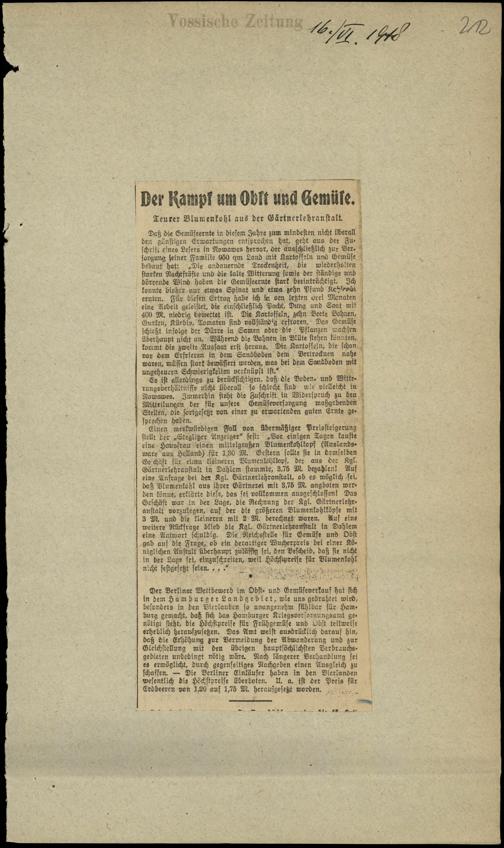 Vossische Zeitung
16./VI. 1918
212
Der Kampf um Obst und Gemüse.
Teurer Blumenkohl aus der Gärtnerlehranstalt.
Daß die Gemüseernte in diesem Jahre zum mindesten nicht überall
den günstigen Erwartungen entsprochen hat, geht aus der Zu-
schrift eines Lesers in Nowawes hervor, der ausschließlich zur Ver-
sorgung seiner Familie 950 qm Land mit Kartoffeln und Gemüse
bebaut hat: „Die andauernde Trockenheit, die wiederholten
starken Nachtfröste und die kalte Witterung sowie der ständige und
dörrende Wind haben die Gemüseernte stark beeinträchtigt. Ich
konnte bisher nur etwas Spinat und etwa zehn Pfund
ernten. Für diesen Ertrag habe ich in den letzten drei Monaten
eine Arbeit geleistet, die einschließlich Pacht, Dung und Saat mit
400 M. niedrig bewertet ist. Die Kartoffeln, zehn Beete Bohnen,
Gurken, Kürbis, Tomaten sind vollständig erfroren. Das Gemüse
schießt infolge der Dürre in Samen oder die Pflanzen wachsen
überhaupt nicht an. Während die Bohnen in Blüte stehen könnten,
kommt die zweite Aussaat erst heraus. Die Kartoffeln, die schon
vor dem Erfrieren in dem Sandboden dem Vertrocknen nahe
waren, müssen stark bewässert werden, was bei dem Sandboden mit
ungeheuren Schwierigkeiten verknüpft ist.“
Es ist allerdings zu berücksichtigen, daß die Boden- und Witte-
rungsverhältnisse nicht überall so schlecht sind wie vielleicht in
Nowawes. Immerhin steht die Zuschrift in Widerspruch zu den
Mitteilungen der für unsere Gemüseversorgung maßgebenden
Stellen, die fortgesetzt von einer zu erwartenden guten Ernte ge-
sprochen haben.
Einen merkwürdigen Fall von übermäßiger Preissteigerung
stellt der „Steglitzer Anzeiger“ fest: „Vor einigen Tagen kaufte
eine Hausfrau einen mittelgroßen Blumenkohlkopf (Auslands-
ware aus Holland) für 1,80 M. Gestern sollte sie in demselben
Geschäft für einen kleineren Blumenkohlkopf, der aus der Kgl.
Gärtnerlehranstalt in Dahlem stammte, 3,75 M. bezahlen! Auf
eine Anfrage bei der Kgl. Gärtnerlehranstalt, ob es möglich sei,
daß Blumenkohl aus ihrer Gärtnerei mit 3,75 M. angeboten wer-
den könne, erklärte diese, das sei vollkommen ausgeschlossen! Das
Geschäft war in der Lage, die Rechnung der Kgl. Gärtnerlehr-
anstalt vorzulegen, auf der die größeren Blumenkohlköpfe mit
3 M. und die kleineren mit 2 M. berechnet waren. Auf eine
weitere Rückfrage blieb die Kgl. Gärtnerlehranstalt in Dahlem
eine Antwort schuldig. Die Reichsstelle für Gemüse und Obst
gab auf die Frage, ob ein derartiger Wucherpreis bei einer Kö-
niglichen Anstalt überhaupt zulässig sei, den Bescheid, daß sie nicht
in der Lage sei, einzuschreiten, weil Höchstpreise für Blumenkohl
nicht festgesetzt seien. . . .“
*
Der Berliner Wettbewerb im Obst- und Gemüseverkauf hat sich
in dem Hamburger Landgebiet, wie uns gedrahtet wird,
besonders in den Vierlanden so unangenehm fühlbar für Ham-
burg gemacht, daß sich das Hamburger Kriegsversorgungsamt ge-
nötigt sieht, die Höchstpreise für Frühgemüse und Obst teilweise
erheblich heraufzusetzen. Das Amt weist ausdrücklich darauf hin,
daß die Erhöhung zur Vermeidung der Abwanderung und zur
Gleichstellung mit den übrigen hauptsächlichsten Verbrauchs-
gebieten unbedingt nötig wäre. Nach längerer Verhandlung sei
es ermöglicht, durch gegenseitiges Nachgeben einen Ausgleich zu
schaffen. — Die Berliner Einkäufer haben in den Vierlanden
wesentlich die Höchstpreise überboten. U. a. ist der Preis für
Erdbeeren von 1,20 auf 1,75 M. heraufgesetzt worden.